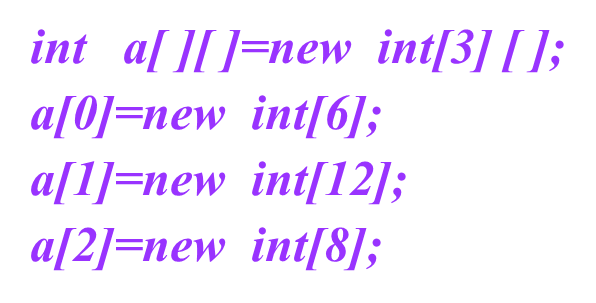 int a[ ][ ]=new int[3] [ ];
a[0]=new int[6];
a[1]=new int[12];
a[2]=new int[8];